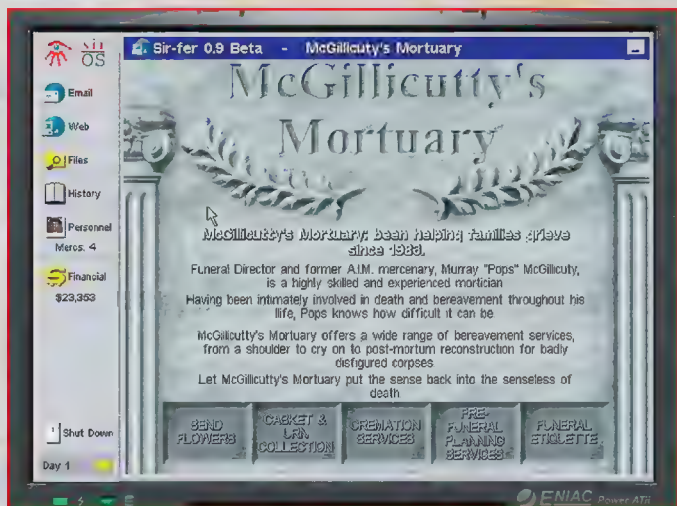 sir
OS
Email
Web
Files
History
Personnel
Mercs. 4
Financial
$23,353
Shut Down
Day 1
Sir-fer 0.9 Beta - McGillicuty's Mortuary
McGillicutty's
Mortuary
McGillicutty's Mortuary: been helping families grieve
since 1983.
Funeral Director and former A.I.M. mercenary, Murray "Pops" McGillicuty,
is a highly skilled and experienced mortician
Having been intimately involved in death and bereavement throughout his
life, Pops knows how difficult it can be
McGillicutty's Mortuary offers a wide range of bereavement services,
from a shoulder to cry on to post-mortum reconstruction for badly
disfigured corpses
Let McGillicutty's Mortuary put the sense back into the senseless of
death
SEND
FLOWERS
CASKET &
URN
COLLECTION
CREMATION
SERVICES
PRE-
FUNERAL
PLANNING
SERVICES
FUNERAL
ETIQUETTE
ENIAC Power